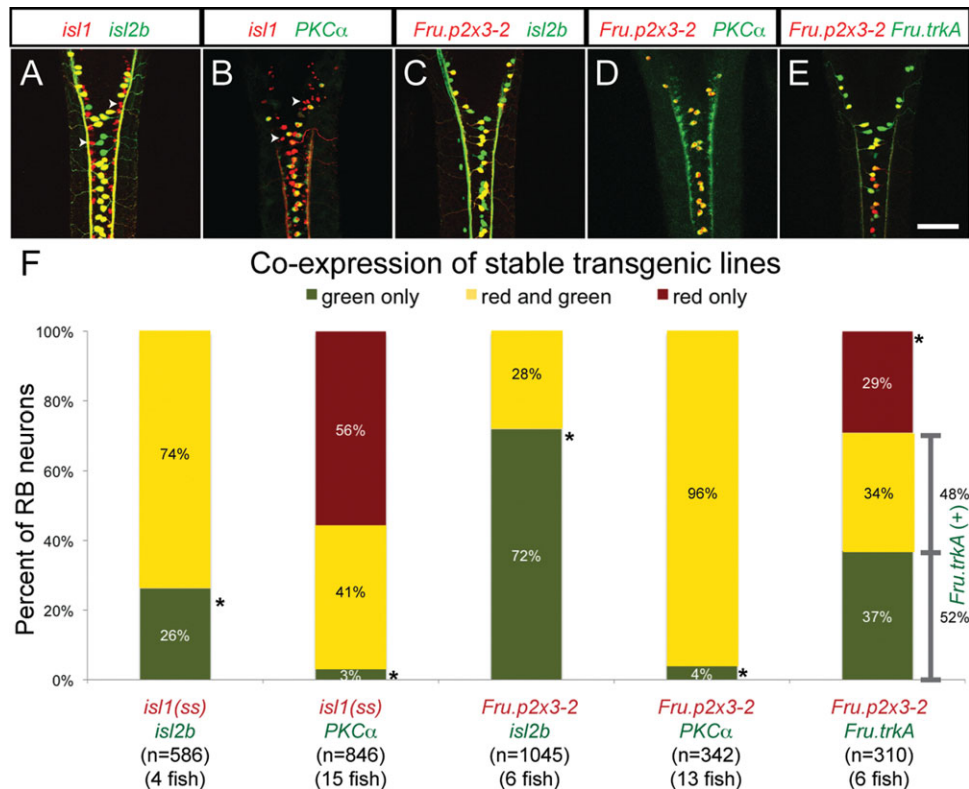 isl1 isl2b
isl1 PKCα
Fru.p2x3-2 isl2b
Fru.p2x3-2 PKCα
Fru.p2x3-2 Fru.trkA
A
B
C
D
E
F
Co-expression of stable transgenic lines
green only
red and green
red only
Percent of RB neurons
100%
80%
60%
40%
20%
0%
74%
26%
*
56%
41%
3%
*
28%
72%
*
96%
4%
*
29%
34%
37%
*
48%
52%
Fru.trkA (+)
isl1(ss)
isl2b
(n=586)
(4 fish)
isl1(ss)
PKCα
(n=846)
(15 fish)
Fru.p2x3-2
isl2b
(n=1045)
(6 fish)
Fru.p2x3-2
PKCα
(n=342)
(13 fish)
Fru.p2x3-2
Fru.trkA
(n=310)
(6 fish)